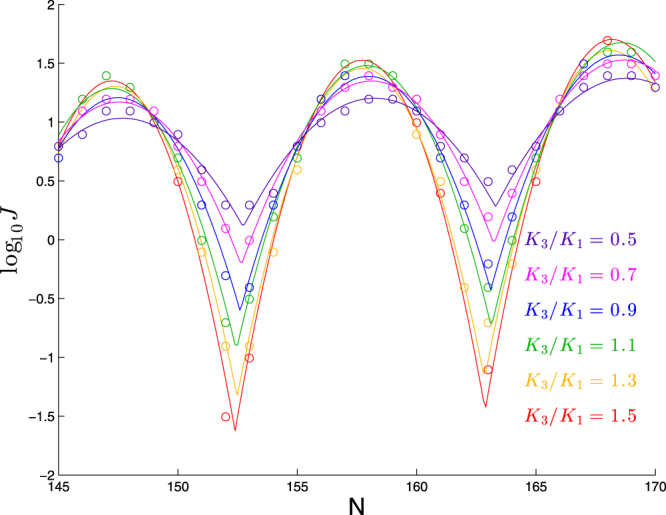 2
1.5
1
0.5
0
−0.5
−1
−1.5
−2
log₁₀ J
145 150 155 160 165 170
N
K₃/K₁ = 0.5
K₃/K₁ = 0.7
K₃/K₁ = 0.9
K₃/K₁ = 1.1
K₃/K₁ = 1.3
K₃/K₁ = 1.5